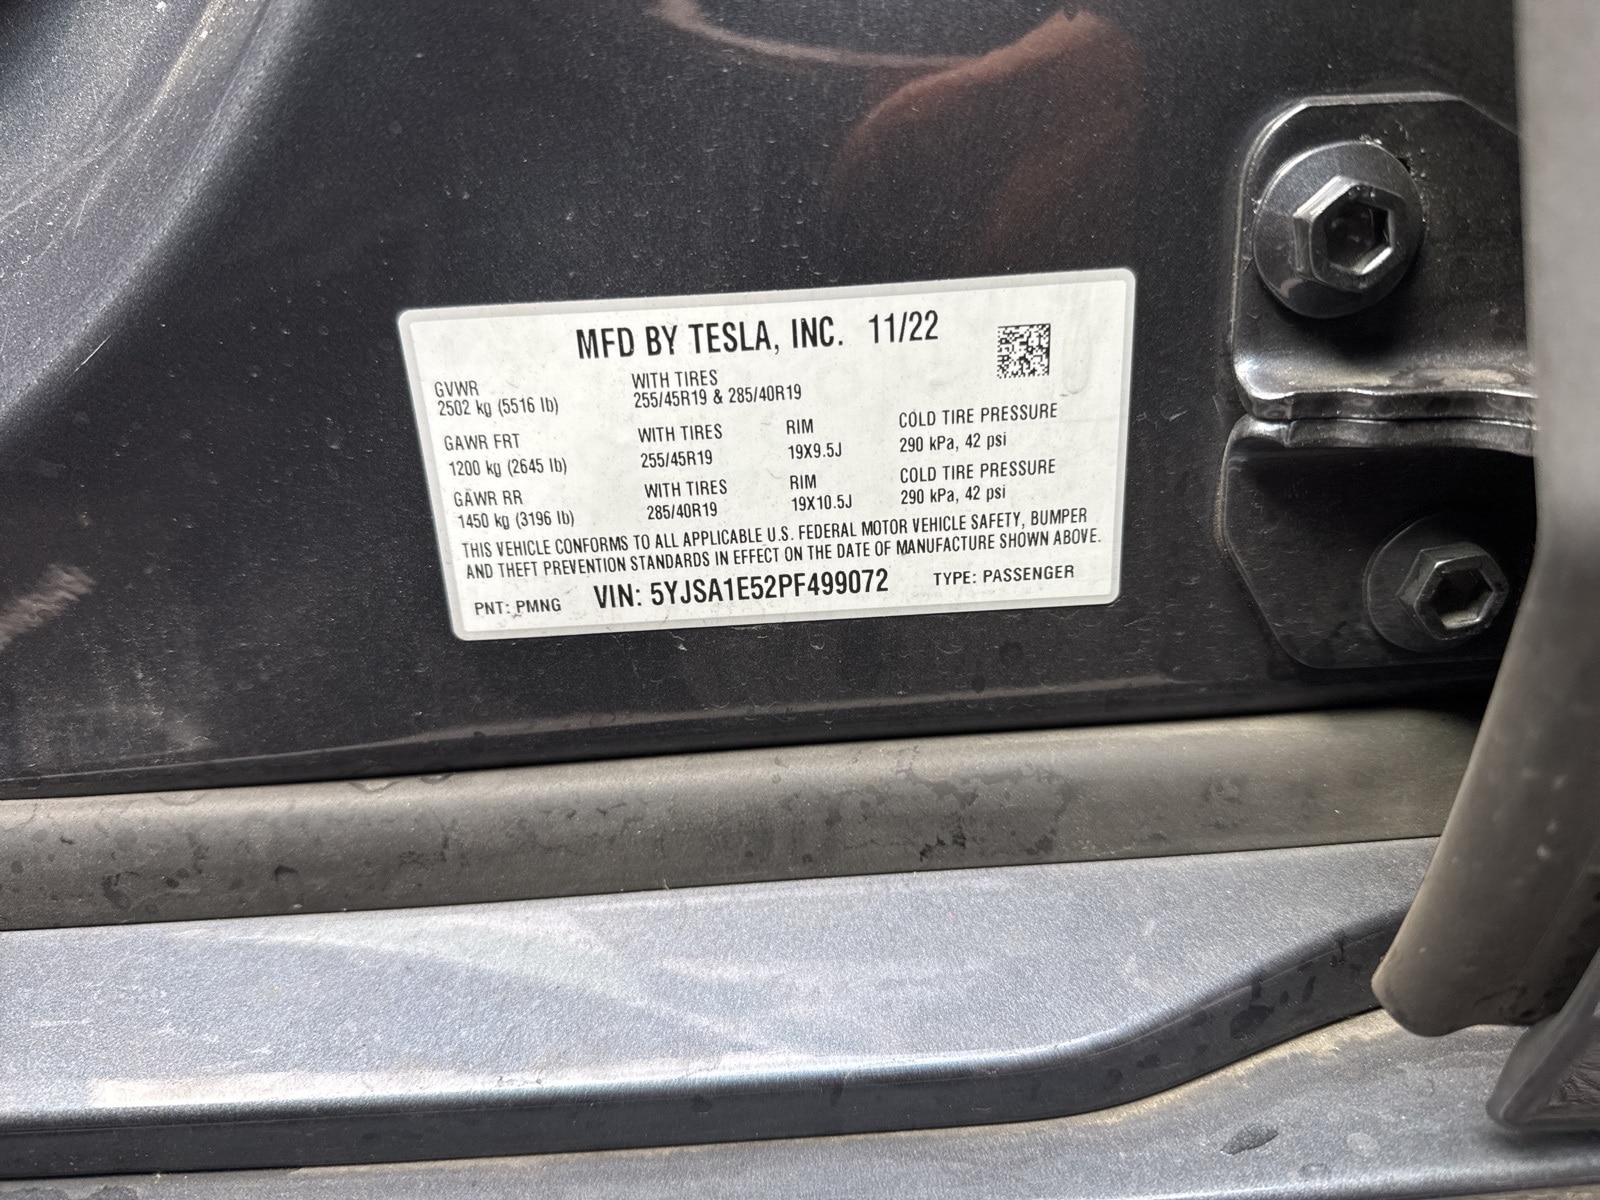 MFD BY TESLA, INC. 11/22
GVWR WITH TIRES
2502 kg (5516 lb) 255/45R19 & 285/40R19
GAWR FRT WITH TIRES RIM COLD TIRE PRESSURE
1200 kg (2645 lb) 255/45R19 19X9.5J 290 kPa, 42 psi
GAWR RR WITH TIRES RIM COLD TIRE PRESSURE
1450 kg (3196 lb) 285/40R19 19X10.5J 290 kPa, 42 psi
THIS VEHICLE CONFORMS TO ALL APPLICABLE U.S. FEDERAL MOTOR VEHICLE SAFETY, BUMPER
AND THEFT PREVENTION STANDARDS IN EFFECT ON THE DATE OF MANUFACTURE SHOWN ABOVE.
PNT: PMNG VIN: 5YJSA1E52PF499072 TYPE: PASSENGER